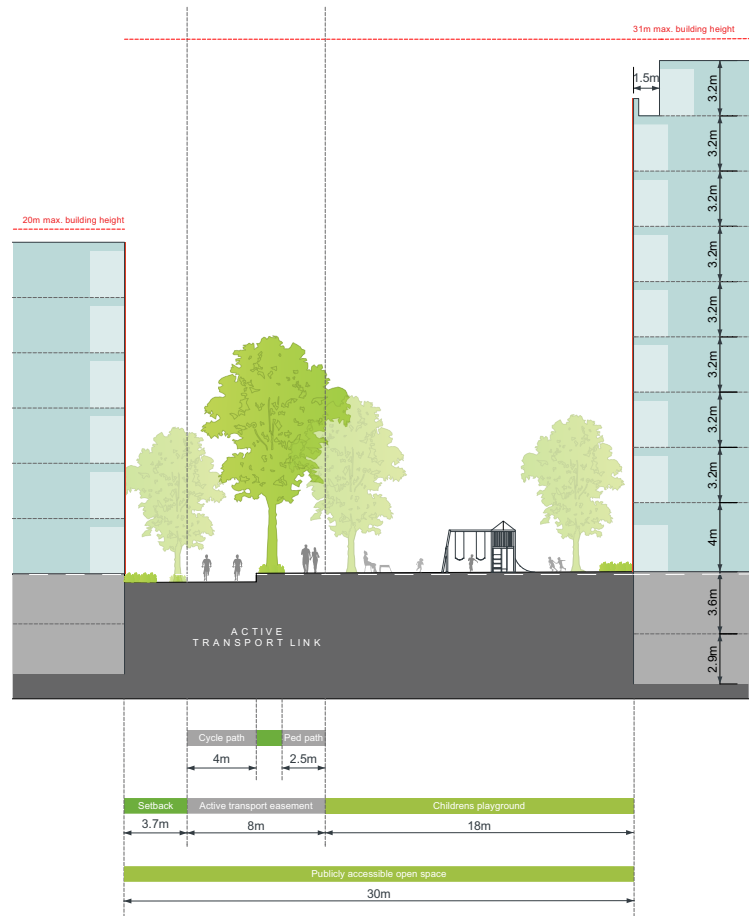 31m max. building height
1.5m
3.2m
3.2m
3.2m
3.2m
3.2m
3.2m
3.2m
3.2m
4m
3.6m
2.9m
20m max. building height
ACTIVE
TRANSPORT LINK
Cycle path
Ped path
4m
2.5m
Setback
Active transport easement
Childrens playground
3.7m
8m
18m
Publicly accessible open space
30m